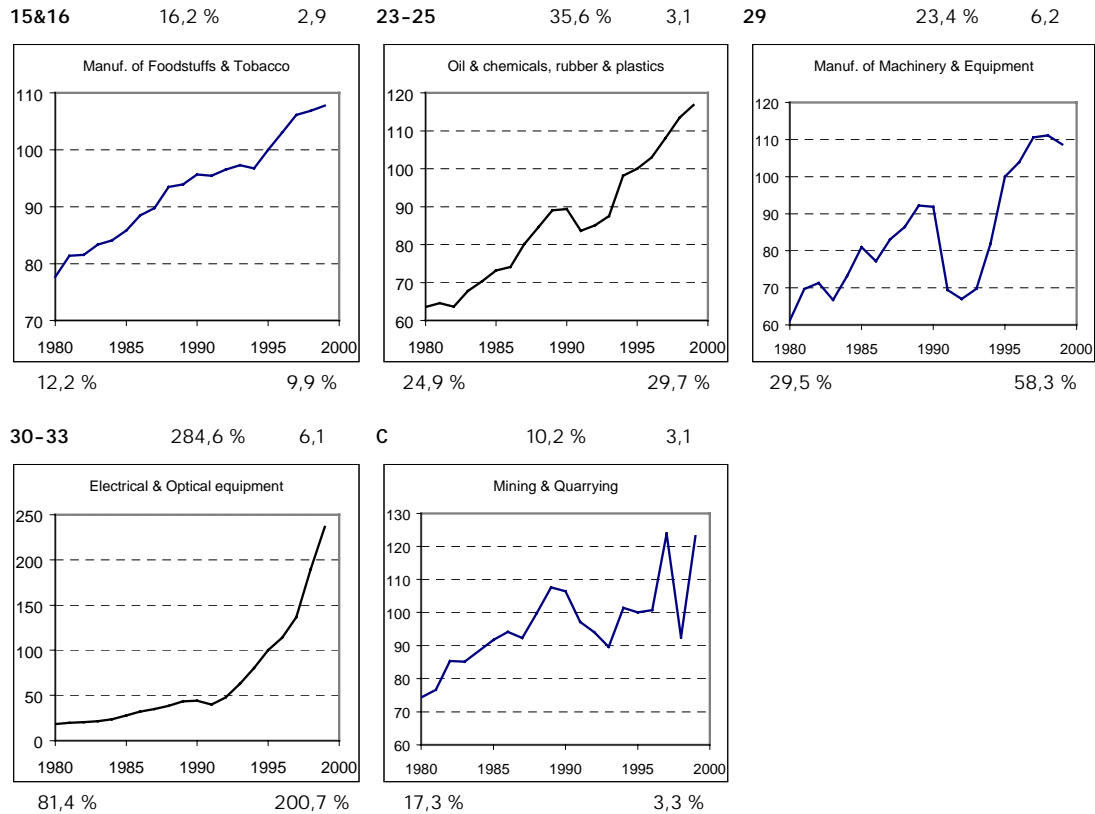 15&16 16,2 % 2,9 23-25 35,6 % 3,1 29 23,4 % 6,2
Manuf. of Foodstuffs & Tobacco
110
100
90
80
70
1980 1985 1990 1995 2000
12,2 % 9,9 %
Oil & chemicals, rubber & plastics
120
110
100
90
80
70
60
1980 1985 1990 1995 2000
24,9 % 29,7 %
Manuf. of Machinery & Equipment
120
110
100
90
80
70
60
1980 1985 1990 1995 2000
29,5 % 58,3 %
30-33 284,6 % 6,1 C 10,2 % 3,1
Electrical & Optical equipment
250
200
150
100
50
0
1980 1985 1990 1995 2000
81,4 % 200,7 %
Mining & Quarrying
130
120
110
100
90
80
70
60
1980 1985 1990 1995 2000
17,3 % 3,3 %